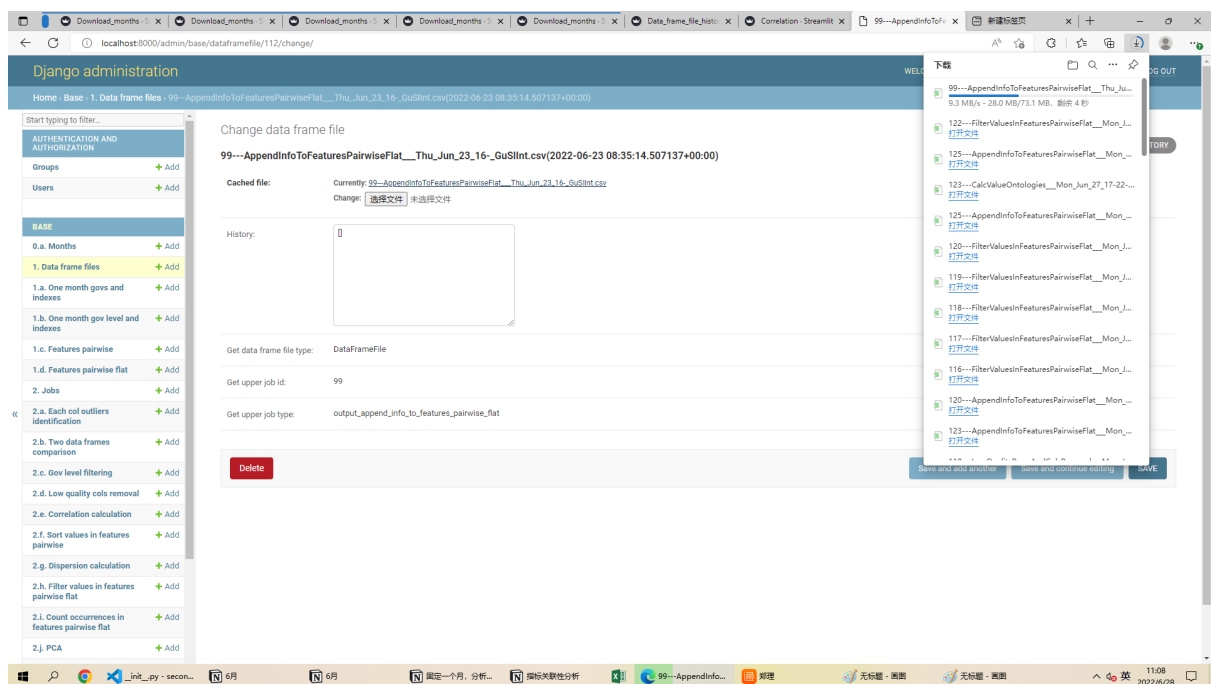 Download_months - S
Download_months - S
Download_months - S
Download_months - S
Download_months - S
Data_frame_file_histor
Correlation - Streamlit
99---AppendInfoToFe
新建标签页
localhost:8000/admin/base/dataframefile/112/change/
Django administration
WELC
OG OUT
Home › Base › 1. Data frame files › 99---AppendInfoToFeaturesPairwiseFlat___Thu_Jun_23_16-_GuSlInt.csv(2022-06-23 08:35:14.507137+00:00)
Start typing to filter...
AUTHENTICATION AND
AUTHORIZATION
Groups + Add
Users + Add
BASE
0.a. Months + Add
1. Data frame files + Add
1.a. One month govs and + Add
indexes
1.b. One month gov level and + Add
indexes
1.c. Features pairwise + Add
1.d. Features pairwise flat + Add
2. Jobs + Add
2.a. Each col outliers + Add
identification
2.b. Two data frames + Add
comparison
2.c. Gov level filtering + Add
2.d. Low quality cols removal + Add
2.e. Correlation calculation + Add
2.f. Sort values in features + Add
pairwise
2.g. Dispersion calculation + Add
2.h. Filter values in features + Add
pairwise flat
2.i. Count occurrences in + Add
features pairwise flat
2.j. PCA + Add
«
Change data frame file
TORY
99---AppendInfoToFeaturesPairwiseFlat___Thu_Jun_23_16-_GuSlInt.csv(2022-06-23 08:35:14.507137+00:00)
Cached file:
Currently: 99---AppendInfoToFeaturesPairwiseFlat___Thu_Jun_23_16-_GuSlInt.csv
Change: 选择文件 未选择文件
History:
[]
Get data frame file type: DataFrameFile
Get upper job id: 99
Get upper job type: output_append_info_to_features_pairwise_flat
Delete
Save and add another
Save and continue editing
SAVE
下载
99---AppendInfoToFeaturesPairwiseFlat___Thu_Ju...
9.3 MB/s - 28.0 MB/73.1 MB, 剩余 4 秒
122---FilterValuesInFeaturesPairwiseFlat___Mon_J...
打开文件
125---AppendInfoToFeaturesPairwiseFlat___Mon_...
打开文件
123---CalcValueOntologies___Mon_Jun_27_17-22-...
打开文件
125---AppendInfoToFeaturesPairwiseFlat___Mon_...
打开文件
120---FilterValuesInFeaturesPairwiseFlat___Mon_J...
打开文件
119---FilterValuesInFeaturesPairwiseFlat___Mon_J...
打开文件
118---FilterValuesInFeaturesPairwiseFlat___Mon_J...
打开文件
117---FilterValuesInFeaturesPairwiseFlat___Mon_J...
打开文件
116---FilterValuesInFeaturesPairwiseFlat___Mon_J...
打开文件
120---AppendInfoToFeaturesPairwiseFlat___Mon_...
打开文件
123---AppendInfoToFeaturesPairwiseFlat___Mon_...
打开文件
_init_.py - secon...
6月
6月
固定一个月, 分析...
指标关联性分析
99---AppendInfo...
郑理
无标题 - 画图
无标题 - 画图
英
11:08
2022/6/28